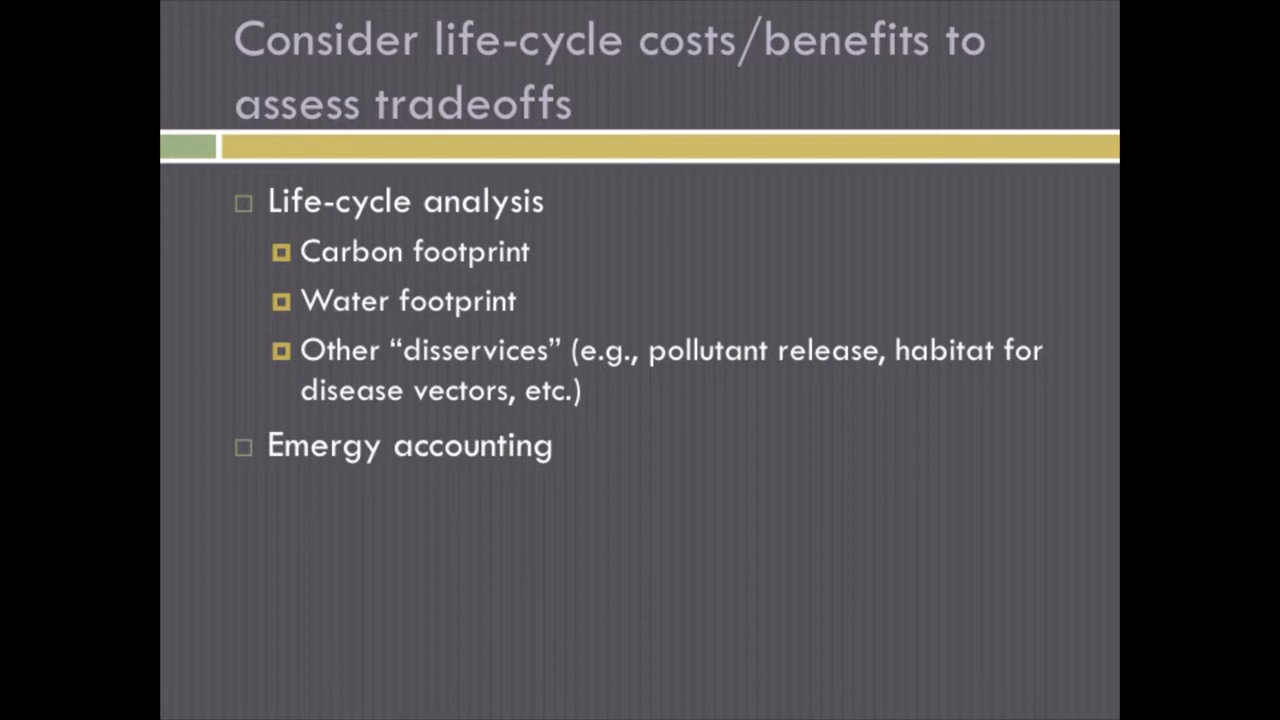 Consider life-cycle costs/benefits to
assess tradeoffs
Life-cycle analysis
Carbon footprint
Water footprint
Other “disservices” (e.g., pollutant release, habitat for
disease vectors, etc.)
Emergy accounting